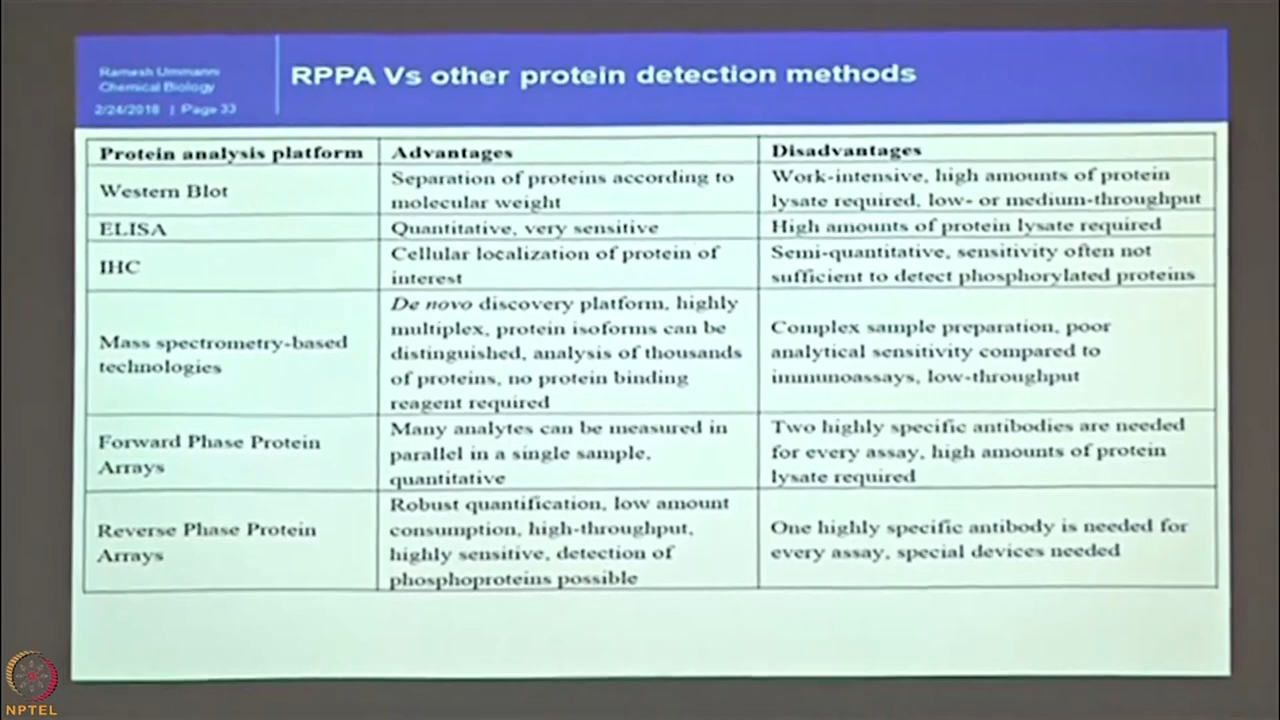 Ramesh Ummanni
Chemical Biology
2/24/2018 | Page 33
RPPA Vs other protein detection methods
Protein analysis platform
Advantages
Disadvantages
Western Blot
Separation of proteins according to
molecular weight
Work-intensive, high amounts of protein
lysate required, low- or medium-throughput
ELISA
Quantitative, very sensitive
High amounts of protein lysate required
IHC
Cellular localization of protein of
interest
Semi-quantitative, sensitivity often not
sufficient to detect phosphorylated proteins
Mass spectrometry-based
technologies
De novo discovery platform, highly
multiplex, protein isoforms can be
distinguished, analysis of thousands
of proteins, no protein binding
reagent required
Complex sample preparation, poor
analytical sensitivity compared to
immunoassays, low-throughput
Forward Phase Protein
Arrays
Many analytes can be measured in
parallel in a single sample,
quantitative
Two highly specific antibodies are needed
for every assay, high amounts of protein
lysate required
Reverse Phase Protein
Arrays
Robust quantification, low amount
consumption, high-throughput,
highly sensitive, detection of
phosphoproteins possible
One highly specific antibody is needed for
every assay, special devices needed
NPTEL